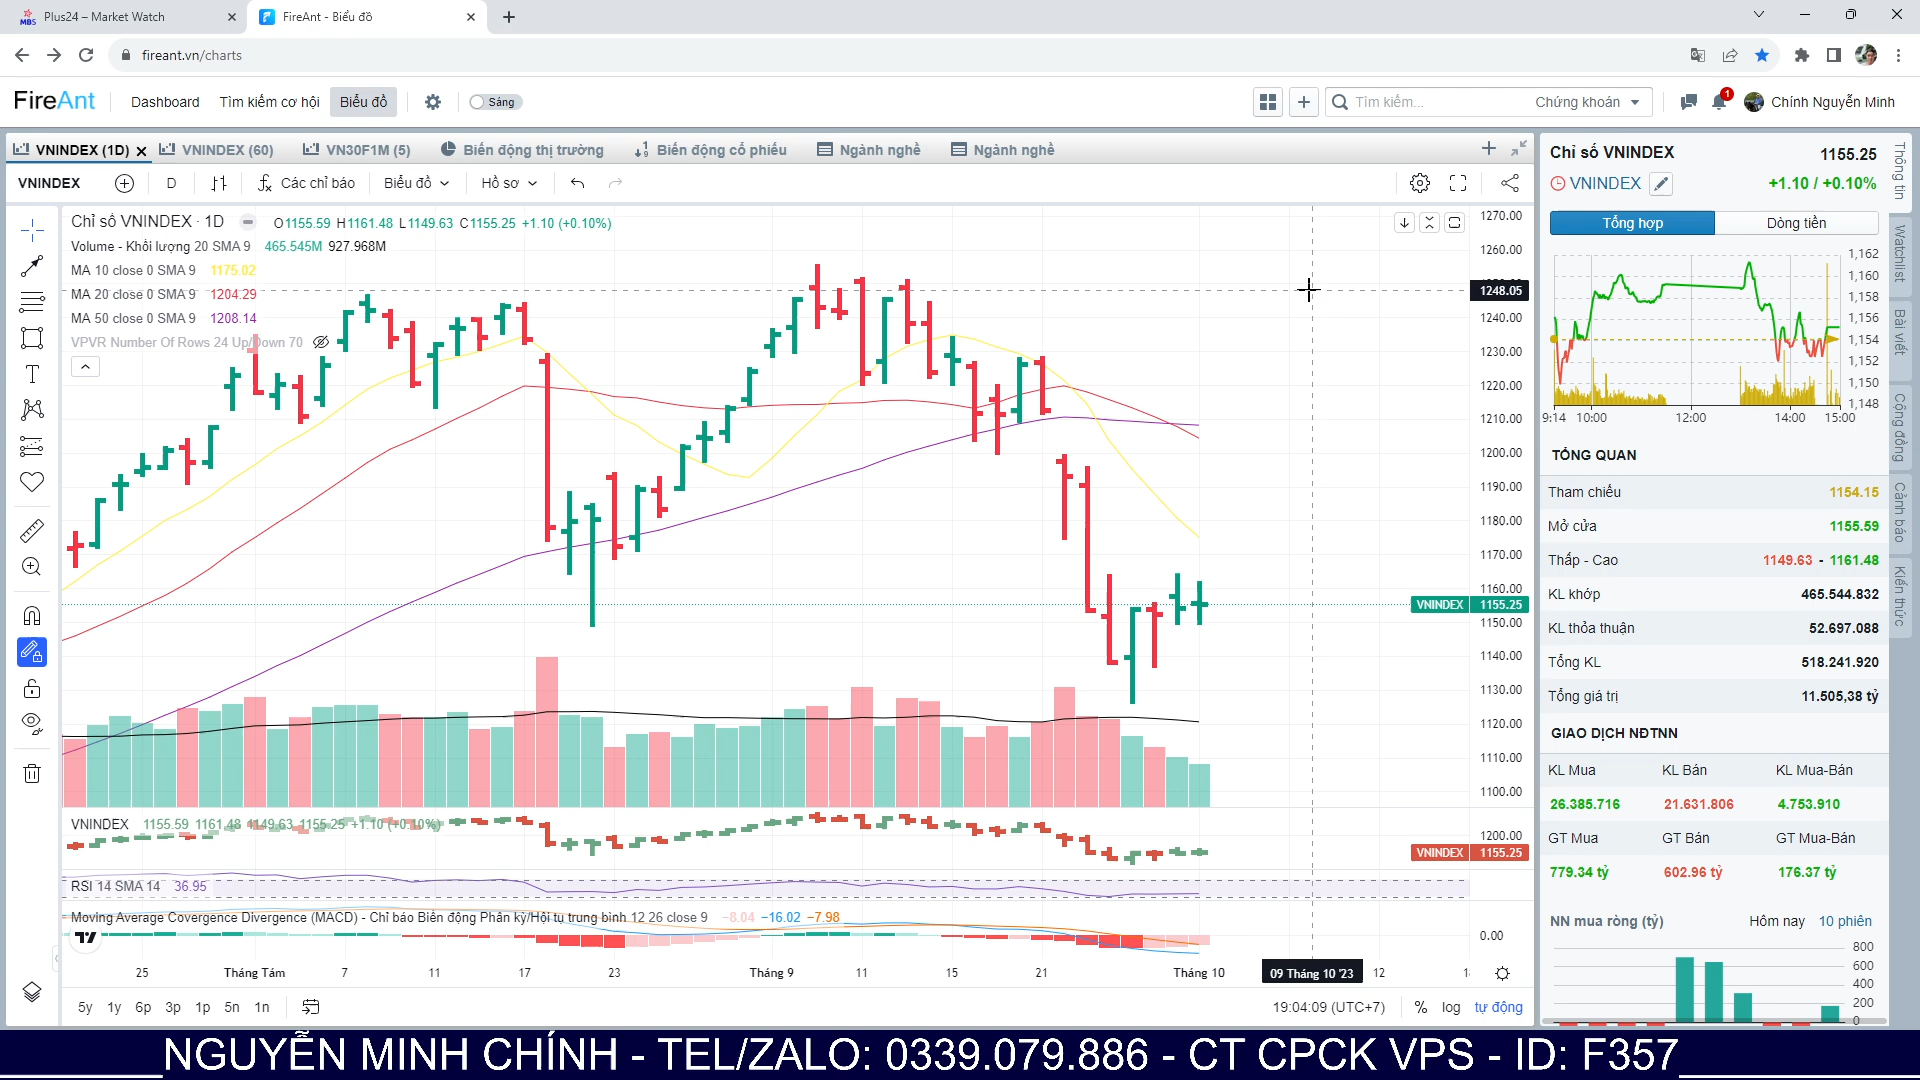 MBS Plus24 – Market Watch
FireAnt - Biểu đồ
fireant.vn/charts
FireAnt
Dashboard
Tìm kiếm cơ hội
Biểu đồ
Sáng
Tìm kiếm...
Chứng khoán
1
Chính Nguyễn Minh
VNINDEX (1D)
VNINDEX (60)
VN30F1M (5)
Biến động thị trường
Biến động cổ phiếu
Ngành nghề
Ngành nghề
VNINDEX
D
Các chỉ báo
Biểu đồ
Hồ sơ
Chỉ số VNINDEX · 1D
O1155.59 H1161.48 L1149.63 C1155.25 +1.10 (+0.10%)
Volume - Khối lượng 20 SMA 9 465.545M 927.968M
MA 10 close 0 SMA 9 1175.02
MA 20 close 0 SMA 9 1204.29
MA 50 close 0 SMA 9 1208.14
VPVR Number Of Rows 24 Up/Down 70
1270.00
1260.00
1248.05
1240.00
1230.00
1220.00
1210.00
1200.00
1190.00
1180.00
1170.00
1160.00
VNINDEX 1155.25
1150.00
1140.00
1130.00
1120.00
1110.00
1100.00
VNINDEX 1155.59 1161.48 1149.63 1155.25 +1.10 (+0.10%)
1200.00
VNINDEX 1155.25
RSI 14 SMA 14 36.95
Moving Average Covergence Divergence (MACD) - Chỉ báo Biến động Phân kỳ/Hội tụ trung bình 12 26 close 9 −8.04 −16.02 −7.98
0.00
25
Tháng Tám
7
11
17
23
Tháng 9
11
15
21
Tháng 10
09 Tháng 10 '23
12
5y
1y
6p
3p
1p
5n
1n
19:04:09 (UTC+7)
%
log
tự động
Chỉ số VNINDEX
1155.25
VNINDEX
+1.10 / +0.10%
Tổng hợp
Dòng tiền
1,162
1,160
1,158
1,156
1,154
1,152
1,150
1,148
9:14
10:00
12:00
14:00
15:00
TỔNG QUAN
Tham chiếu 1154.15
Mở cửa 1155.59
Thấp - Cao 1149.63 - 1161.48
KL khớp 465.544.832
KL thỏa thuận 52.697.088
Tổng KL 518.241.920
Tổng giá trị 11.505,38 tỷ
GIAO DỊCH NĐTNN
KL Mua KL Bán KL Mua-Bán
26.385.716 21.631.806 4.753.910
GT Mua GT Bán GT Mua-Bán
779.34 tỷ 602.96 tỷ 176.37 tỷ
NN mua ròng (tỷ) Hôm nay 10 phiên
800
600
400
200
0
Thông tin
Watchlist
Bài viết
Cộng đồng
Cảnh báo
Kiến thức
NGUYỄN MINH CHÍNH - TEL/ZALO: 0339.079.886 - CT CPCK VPS - ID: F357